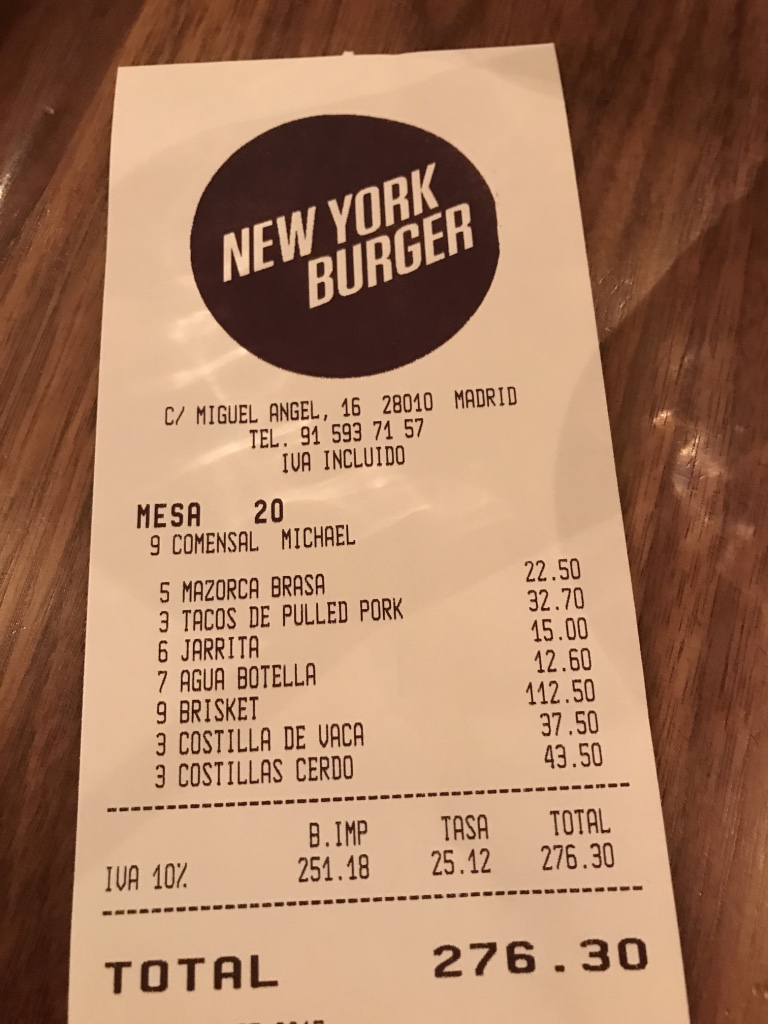 NEW YORK
BURGER
C/ MIGUEL ANGEL, 16 28010 MADRID
TEL. 91 593 71 57
IVA INCLUIDO
MESA 20
9 COMENSAL MICHAEL
5 MAZORCA BRASA 22.50
3 TACOS DE PULLED PORK 32.70
6 JARRITA 15.00
7 AGUA BOTELLA 12.60
9 BRISKET 112.50
3 COSTILLA DE VACA 37.50
3 COSTILLAS CERDO 43.50
B.IMP TASA TOTAL
IVA 10% 251.18 25.12 276.30
TOTAL 276.30